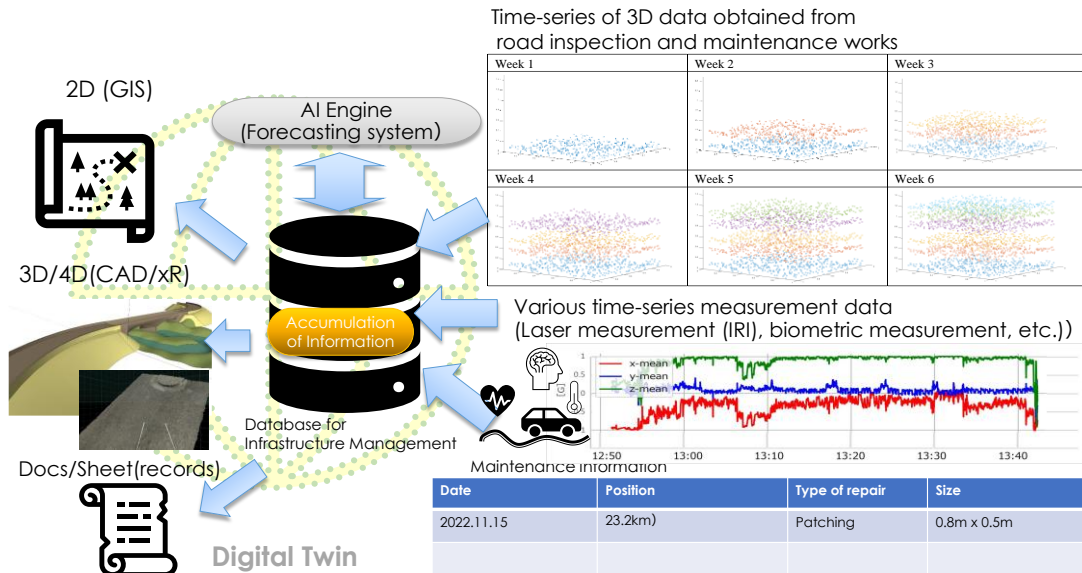 Time-series of 3D data obtained from
road inspection and maintenance works
Week 1
Week 2
Week 3
Week 4
Week 5
Week 6
2D (GIS)
AI Engine
(Forecasting system)
3D/4D(CAD/xR)
Accumulation
of Information
Database for
Infrastructure Management
Docs/Sheet(records)
Digital Twin
Various time-series measurement data
(Laser measurement (IRI), biometric measurement, etc.))
x-mean
y-mean
z-mean
[G]
1
0.5
12:50
13:00
13:10
13:20
13:30
13:40
Maintenance Information
Date
Position
Type of repair
Size
2022.11.15
23.2km)
Patching
0.8m x 0.5m